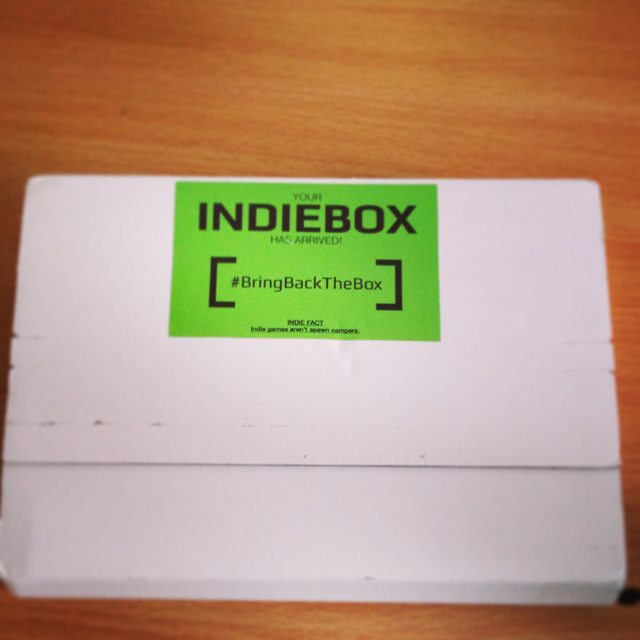 YOUR
INDIEBOX
HAS ARRIVED!
[#BringBackTheBox]
INDIE FACT
Indie games aren't spawn campers.